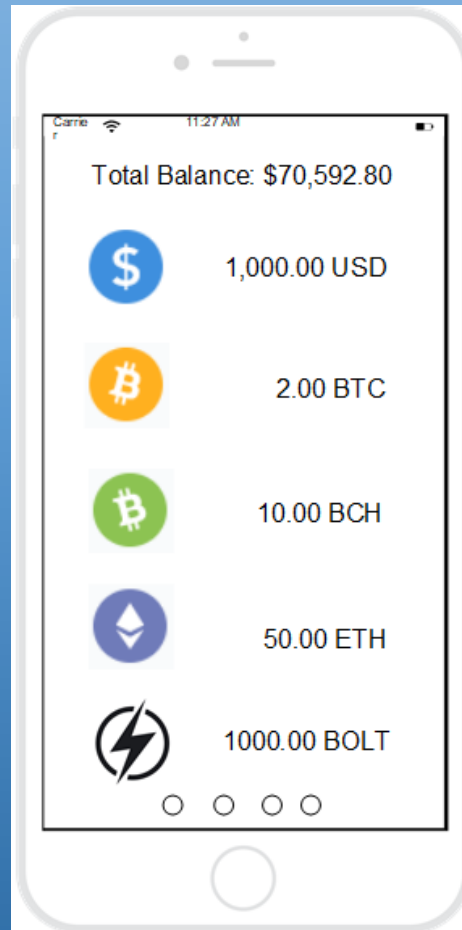 Carrie
r
11:27 AM
Total Balance: $70,592.80
1,000.00 USD
2.00 BTC
10.00 BCH
50.00 ETH
1000.00 BOLT